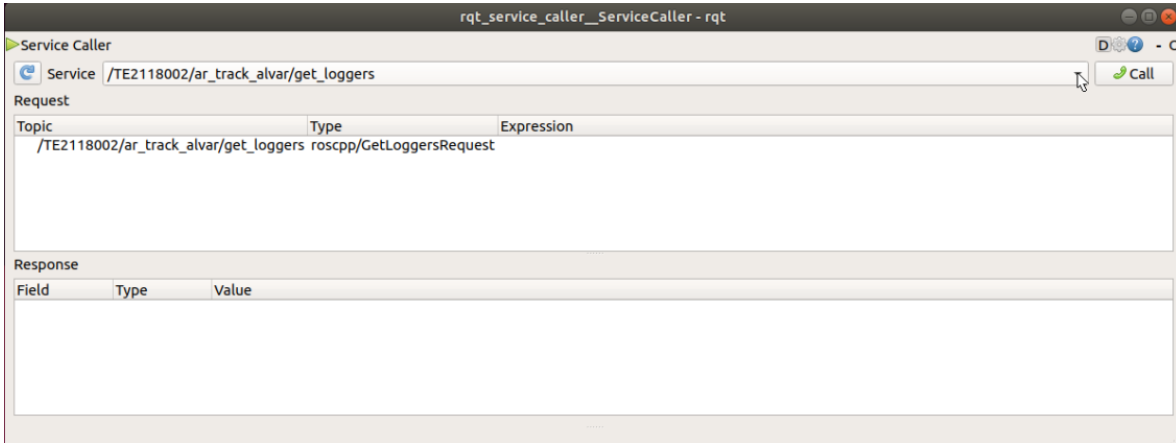 rqt_service_caller__ServiceCaller - rqt
Service Caller D - C
Service /TE2118002/ar_track_alvar/get_loggers Call
Request
Topic Type Expression
/TE2118002/ar_track_alvar/get_loggers roscpp/GetLoggersRequest
Response
Field Type Value